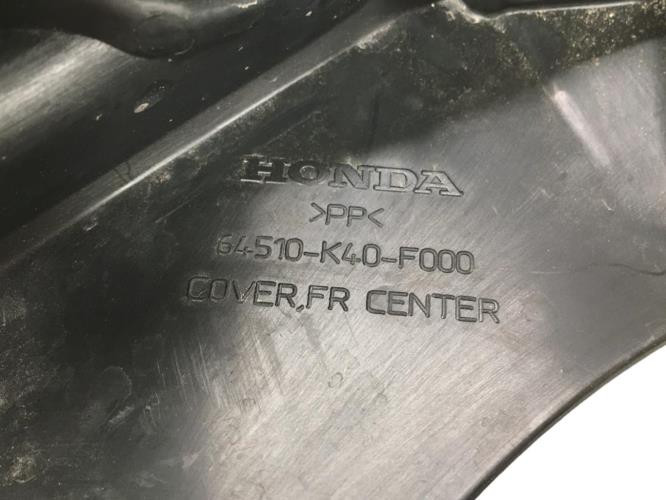 HONDA
>PP<
64510-K40-F000
COVER,FR CENTER